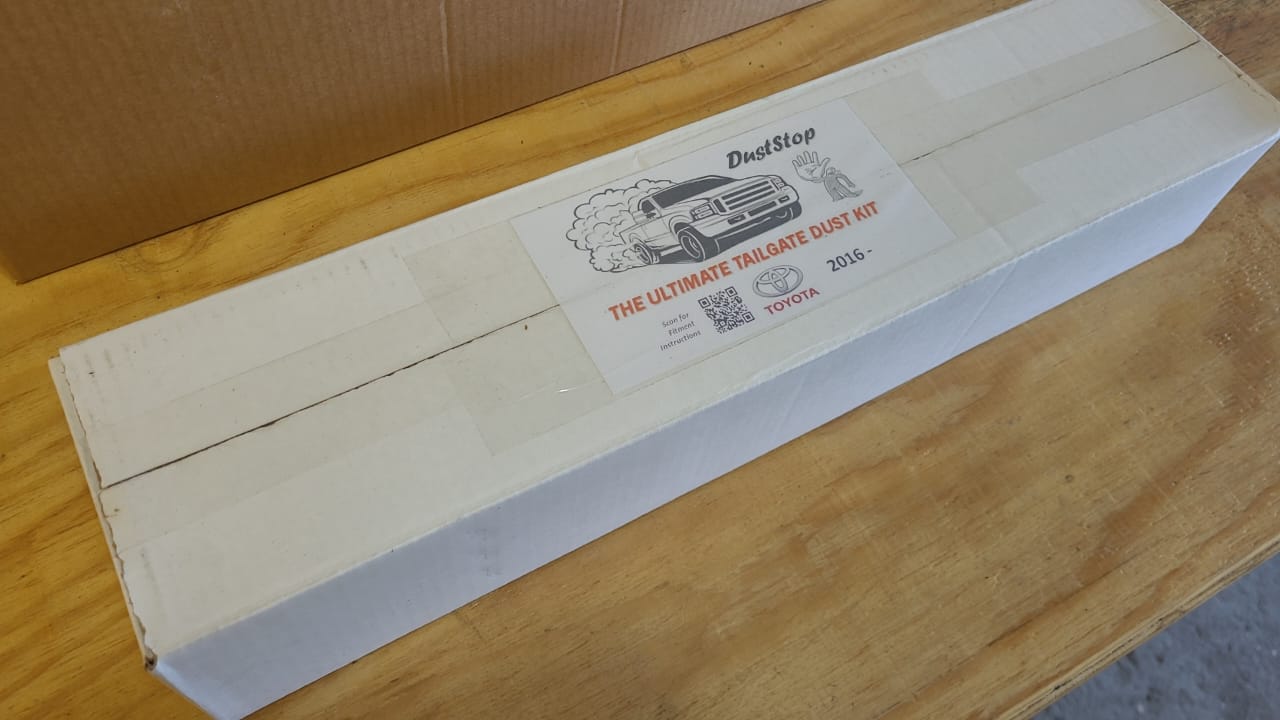 DustStop
THE ULTIMATE TAILGATE DUST KIT
Scan for
Fitment
Instructions
TOYOTA
2016 -